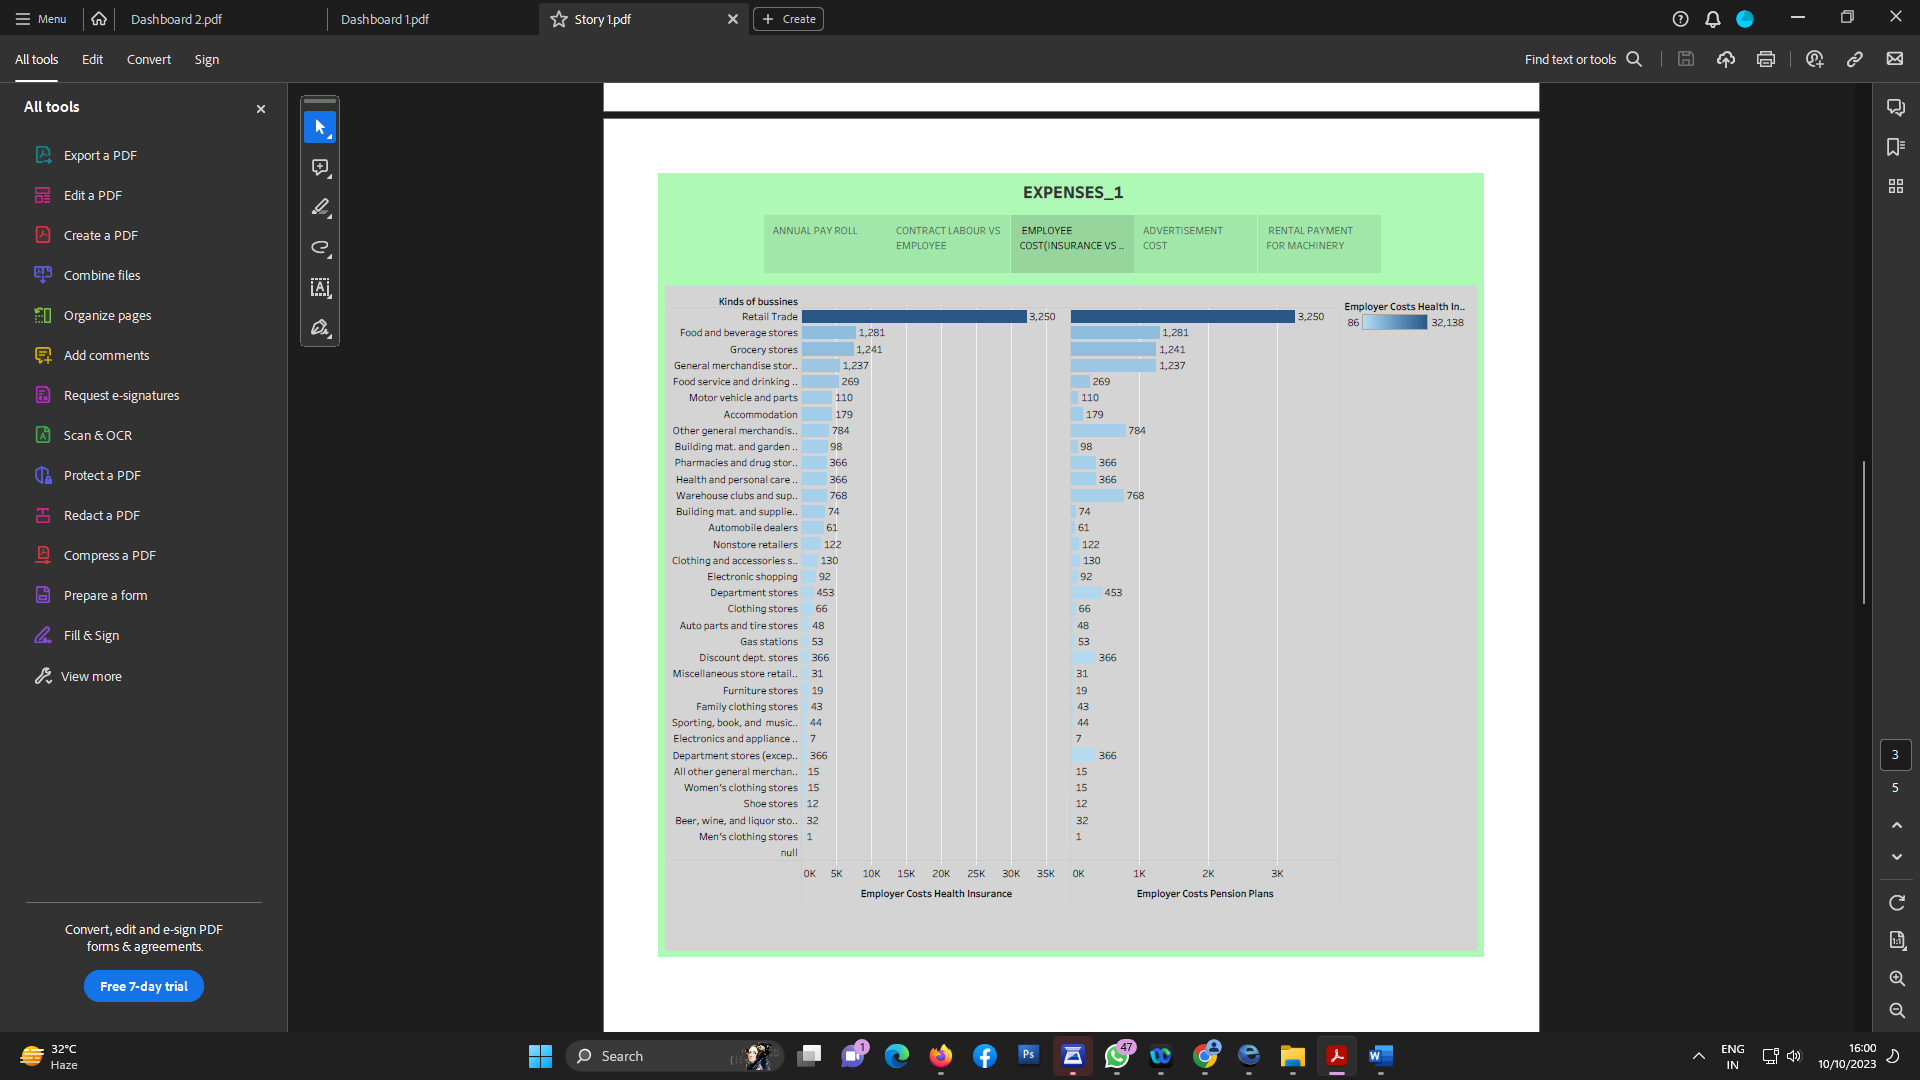 Menu
Dashboard 2.pdf
Dashboard 1.pdf
Story 1.pdf
Create
All tools
Edit
Convert
Sign
Find text or tools
All tools
Export a PDF
Edit a PDF
Create a PDF
Combine files
Organize pages
Add comments
Request e-signatures
Scan & OCR
Protect a PDF
Redact a PDF
Compress a PDF
Prepare a form
Fill & Sign
View more
Convert, edit and e-sign PDF
forms & agreements.
Free 7-day trial
EXPENSES_1
ANNUAL PAY ROLL
CONTRACT LABOUR VS
EMPLOYEE
EMPLOYEE
COST(INSURANCE VS ..
ADVERTISEMENT
COST
RENTAL PAYMENT
FOR MACHINERY
Kinds of bussines
Retail Trade 3,250 3,250
Food and beverage stores 1,281 1,281
Grocery stores 1,241 1,241
General merchandise stor.. 1,237 1,237
Food service and drinking .. 269 269
Motor vehicle and parts 110 110
Accommodation 179 179
Other general merchandis.. 784 784
Building mat. and garden .. 98 98
Pharmacies and drug stor.. 366 366
Health and personal care .. 366 366
Warehouse clubs and sup.. 768 768
Building mat. and supplie.. 74 74
Automobile dealers 61 61
Nonstore retailers 122 122
Clothing and accessories s.. 130 130
Electronic shopping 92 92
Department stores 453 453
Clothing stores 66 66
Auto parts and tire stores 48 48
Gas stations 53 53
Discount dept. stores 366 366
Miscellaneous store retail.. 31 31
Furniture stores 19 19
Family clothing stores 43 43
Sporting, book, and music.. 44 44
Electronics and appliance .. 7 7
Department stores (excep.. 366 366
All other general merchan.. 15 15
Women's clothing stores 15 15
Shoe stores 12 12
Beer, wine, and liquor sto.. 32 32
Men's clothing stores 1 1
null
0K 5K 10K 15K 20K 25K 30K 35K 0K 1K 2K 3K
Employer Costs Health Insurance
Employer Costs Pension Plans
Employer Costs Health In..
86 32,138
3
5
1:1
32°C
Haze
Search
1
Ps
47
W
ENG
IN
16:00
10/10/2023